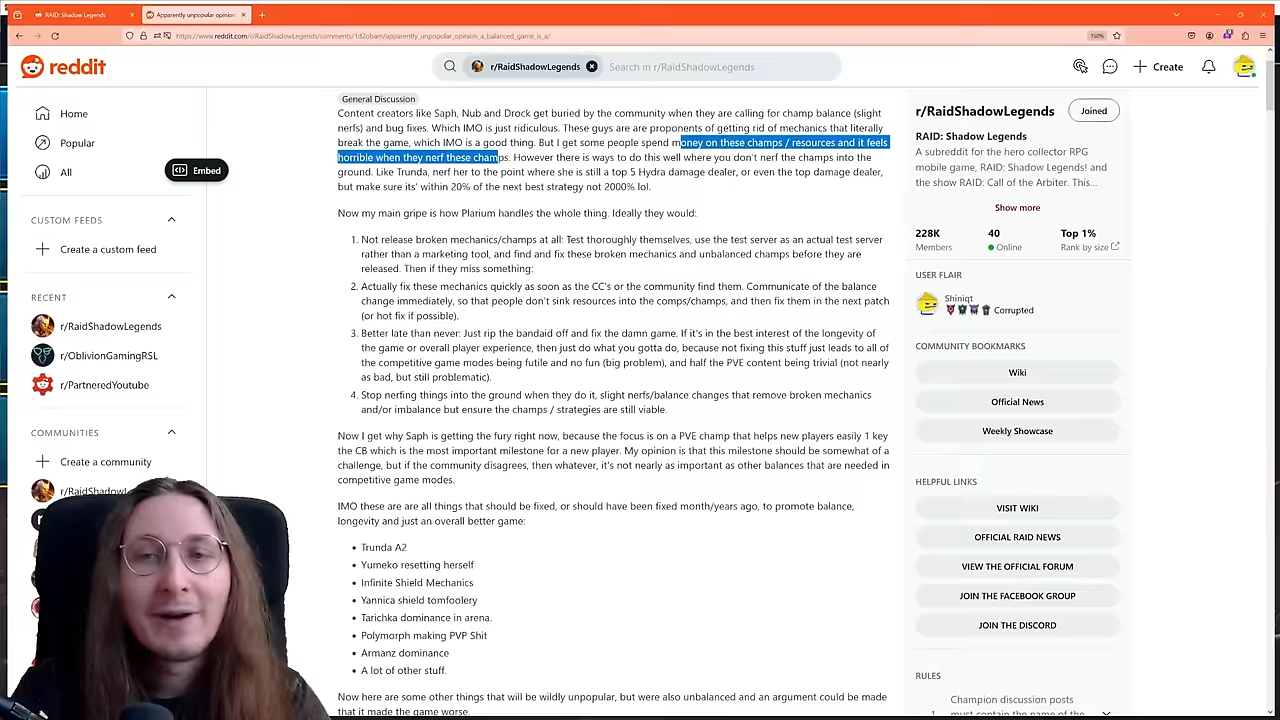 RAID: Shadow Legends
Apparently unpopular opinion
https://www.reddit.com/r/RaidShadowLegends/comments/1d2obam/apparently_unpopular_opinion_a_balanced_game_is_a/
150%
reddit
r/RaidShadowLegends
Search in r/RaidShadowLegends
Create
Home
Popular
All
CUSTOM FEEDS
Create a custom feed
RECENT
r/RaidShadowLegends
r/OblivionGamingRSL
r/PartneredYoutube
COMMUNITIES
Create a community
r/RaidShadowL
Embed
General Discussion
Content creators like Saph, Nub and Drock get buried by the community when they are calling for champ balance (slight
nerfs) and bug fixes. Which IMO is just ridiculous. These guys are are proponents of getting rid of mechanics that literally
break the game, which IMO is a good thing. But I get some people spend money on these champs / resources and it feels
horrible when they nerf these champs. However there is ways to do this well where you don't nerf the champs into the
ground. Like Trunda, nerf her to the point where she is still a top 5 Hydra damage dealer, or even the top damage dealer,
but make sure its' within 20% of the next best strategy not 2000% lol.
Now my main gripe is how Plarium handles the whole thing. Ideally they would:
1. Not release broken mechanics/champs at all: Test thoroughly themselves, use the test server as an actual test server
rather than a marketing tool, and find and fix these broken mechanics and unbalanced champs before they are
released. Then if they miss something:
2. Actually fix these mechanics quickly as soon as the CC's or the community find them. Communicate of the balance
change immediately, so that people don't sink resources into the comps/champs, and then fix them in the next patch
(or hot fix if possible).
3. Better late than never: Just rip the bandaid off and fix the damn game. If it's in the best interest of the longevity of
the game or overall player experience, then just do what you gotta do, because not fixing this stuff just leads to all of
the competitive game modes being futile and no fun (big problem), and half the PVE content being trivial (not nearly
as bad, but still problematic).
4. Stop nerfing things into the ground when they do it, slight nerfs/balance changes that remove broken mechanics
and/or imbalance but ensure the champs / strategies are still viable.
Now I get why Saph is getting the fury right now, because the focus is on a PVE champ that helps new players easily 1 key
the CB which is the most important milestone for a new player. My opinion is that this milestone should be somewhat of a
challenge, but if the community disagrees, then whatever, it's not nearly as important as other balances that are needed in
competitive game modes.
IMO these are are all things that should be fixed, or should have been fixed month/years ago, to promote balance,
longevity and just an overall better game:
• Trunda A2
• Yumeko resetting herself
• Infinite Shield Mechanics
• Yannica shield tomfoolery
• Tarichka dominance in arena.
• Polymorph making PVP Shit
• Armanz dominance
• A lot of other stuff.
Now here are some other things that will be wildly unpopular, but were also unbalanced and an argument could be made
that it made the game worse.
r/RaidShadowLegends
Joined
RAID: Shadow Legends
A subreddit for the hero collector RPG
mobile game, RAID: Shadow Legends! and
the show RAID: Call of the Arbiter. This...
Show more
228K
40
Top 1%
Members
Online
Rank by size
USER FLAIR
Shiniqt
Corrupted
COMMUNITY BOOKMARKS
Wiki
Official News
Weekly Showcase
HELPFUL LINKS
VISIT WIKI
OFFICIAL RAID NEWS
VIEW THE OFFICIAL FORUM
JOIN THE FACEBOOK GROUP
JOIN THE DISCORD
RULES
Champion discussion posts
1 must contain the name of the